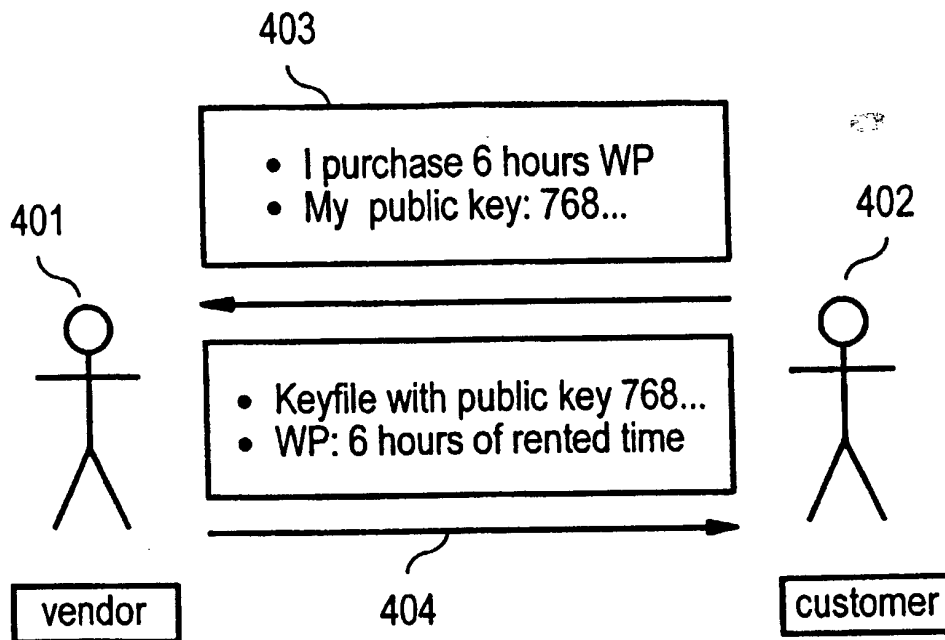 403
• I purchase 6 hours WP
• My public key: 768...
401
402
• Keyfile with public key 768...
• WP: 6 hours of rented time
404
vendor
customer